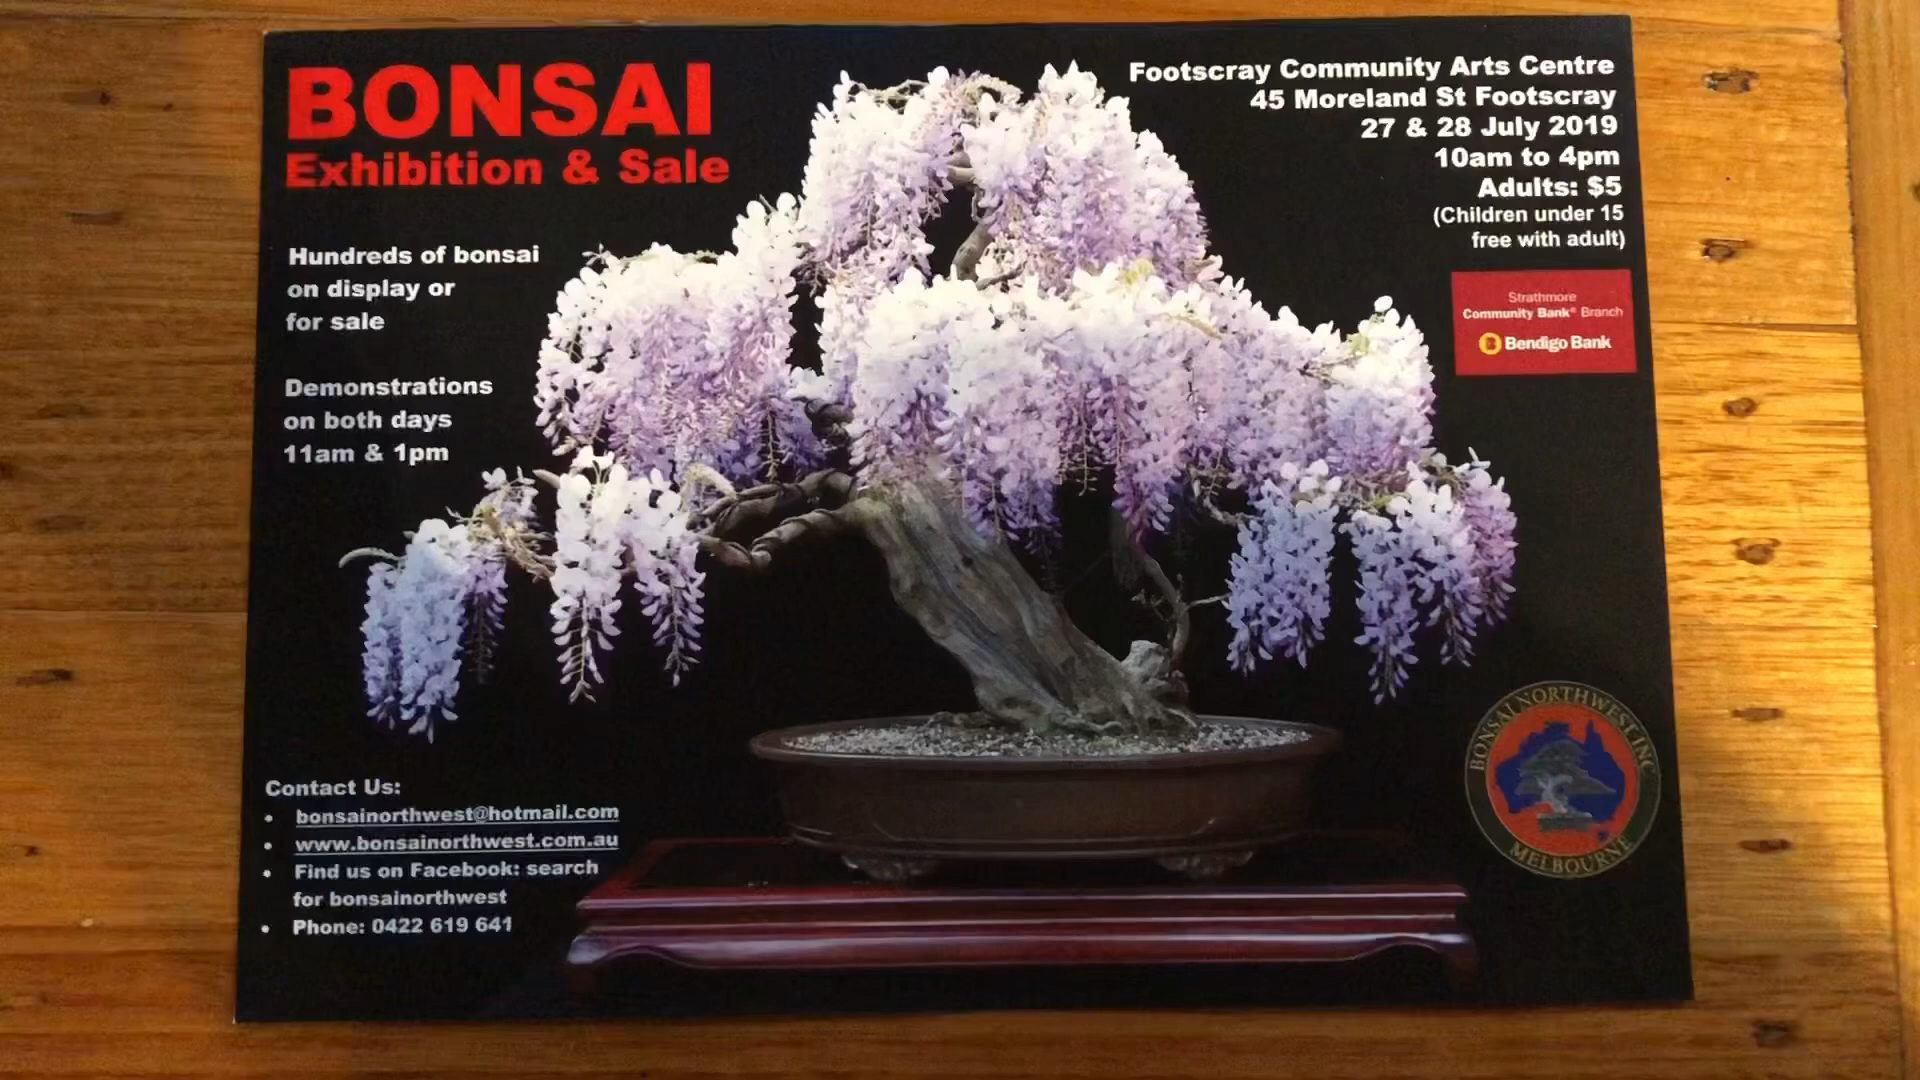 BONSAI
Exhibition & Sale
Hundreds of bonsai
on display or
for sale
Demonstrations
on both days
11am & 1pm
Footscray Community Arts Centre
45 Moreland St Footscray
27 & 28 July 2019
10am to 4pm
Adults: $5
(Children under 15
free with adult)
Strathmore
Community Bank® Branch
Bendigo Bank
Contact Us:
• bonsainorthwest@hotmail.com
• www.bonsainorthwest.com.au
• Find us on Facebook: search
for bonsainorthwest
• Phone: 0422 619 641
BONSAI NORTHWEST INC
MELBOURNE